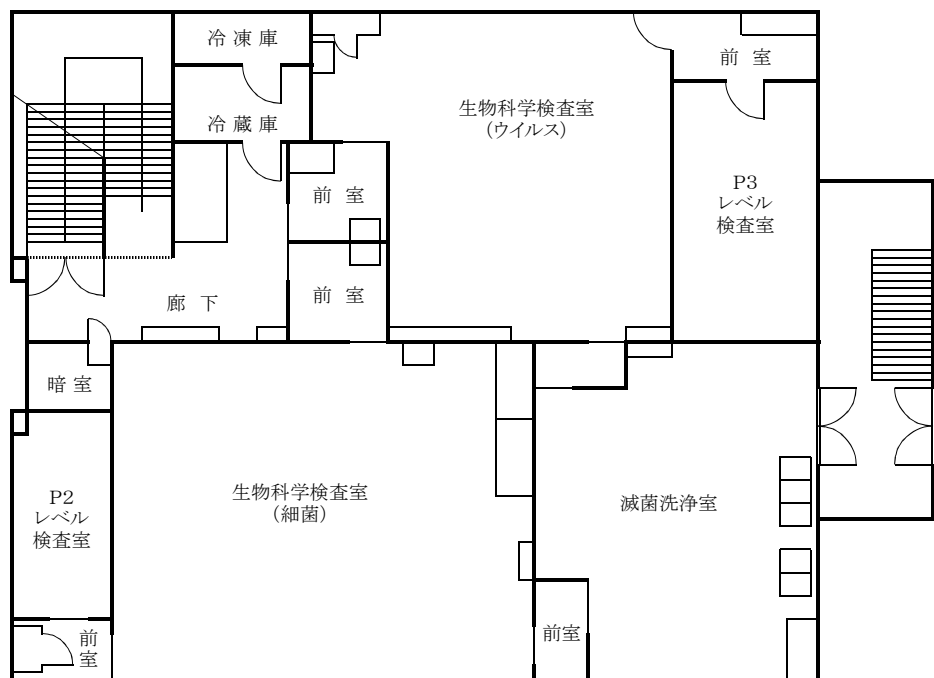 冷凍庫
前室
冷蔵庫
生物科学検査室
(ウイルス)
前室
P3
レベル
検査室
前室
廊下
暗室
P2
レベル
検査室
生物科学検査室
(細菌)
滅菌洗浄室
前
室
前室